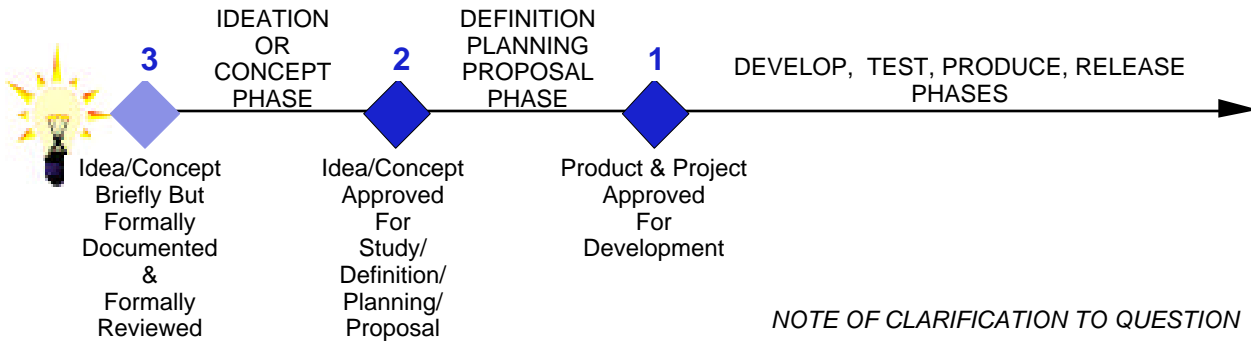 3
IDEATION
OR
CONCEPT
PHASE
2
DEFINITION
PLANNING
PROPOSAL
PHASE
1
DEVELOP, TEST, PRODUCE, RELEASE
PHASES
Idea/Concept
Briefly But
Formally
Documented
&
Formally
Reviewed
Idea/Concept
Approved
For
Study/
Definition/
Planning/
Proposal
Product & Project
Approved
For
Development
NOTE OF CLARIFICATION TO QUESTION